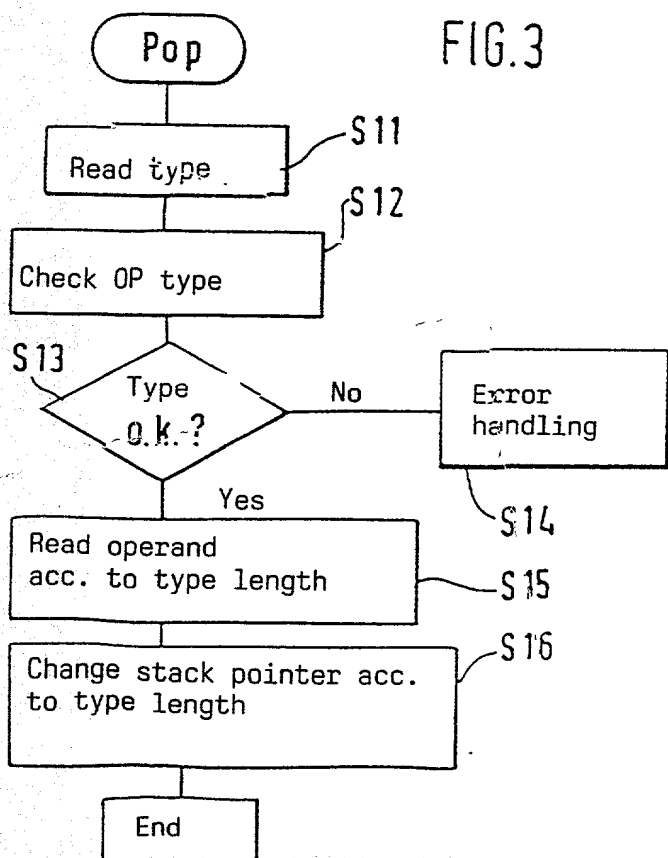 Pop
FIG.3
S11
Read type
S12
Check OP type
S13
Type
o.k.?
No
Error
handling
S14
Yes
Read operand
acc. to type length
S15
Change stack pointer acc.
to type length
S16
End